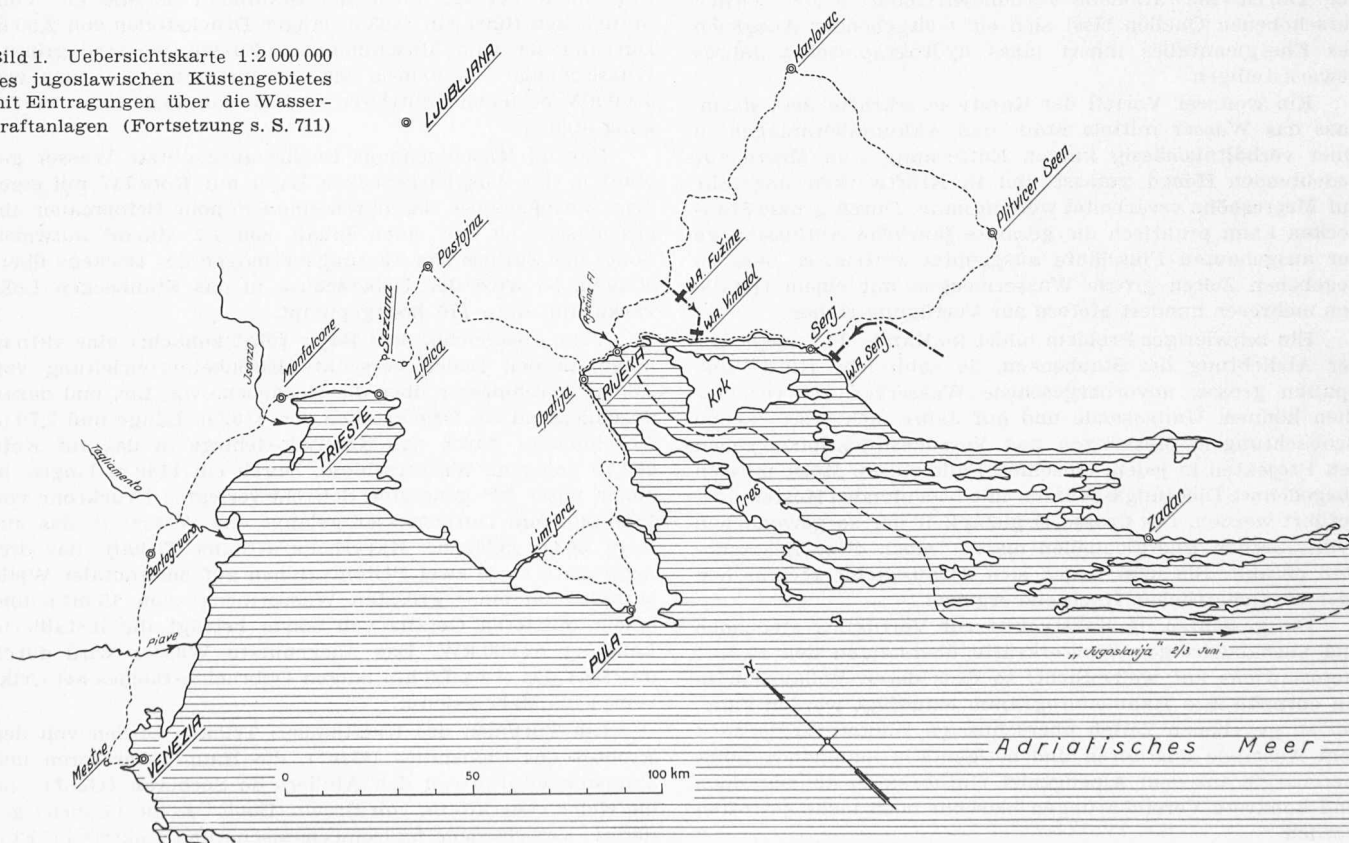 Bild 1. Uebersichtskarte 1:2 000 000
des jugoslawischen Küstengebietes
mit Eintragungen über die Wasser-
kraftanlagen (Fortsetzung s. S. 711)
LJUBLJANA
Karlovac
Plitvicer Seen
Postojna
Sezana
Lipica
W.A. Fužine
W.A. Vinodol
Senj
W.A. Senj
Isonzo
Monfalcone
TRIESTE
Opatija
RIJEKA
Krk
Cres
Zadar
Tagliamento
Portogruaro
Limfjord
PULA
Piave
Mestre
VENEZIA
„Jugoslavija" 2/3 Juni
N
Adriatisches Meer
0 50 100 km